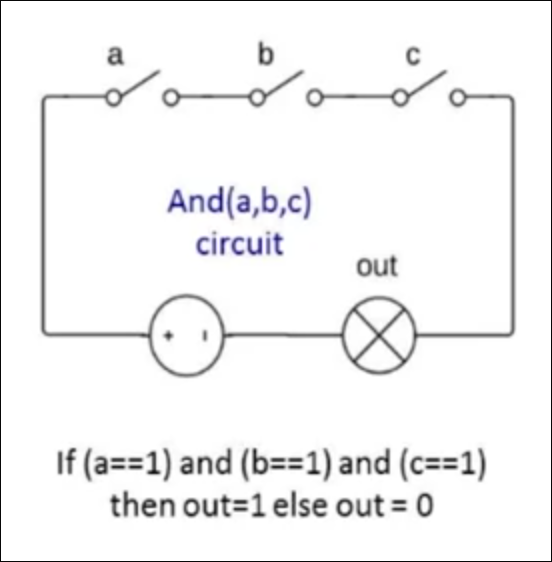 a b c
And(a,b,c)
circuit
out
+ -
If (a==1) and (b==1) and (c==1)
then out=1 else out = 0